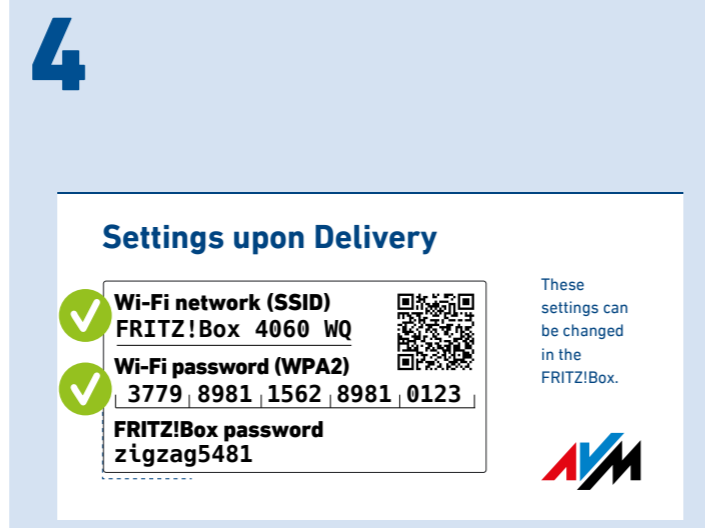 4
Settings upon Delivery
Wi-Fi network (SSID)
FRITZ!Box 4060 WQ
Wi-Fi password (WPA2)
3779 8981 1562 8981 0123
FRITZ!Box password
zigzag5481
These
settings can
be changed
in the
FRITZ!Box.
AVM